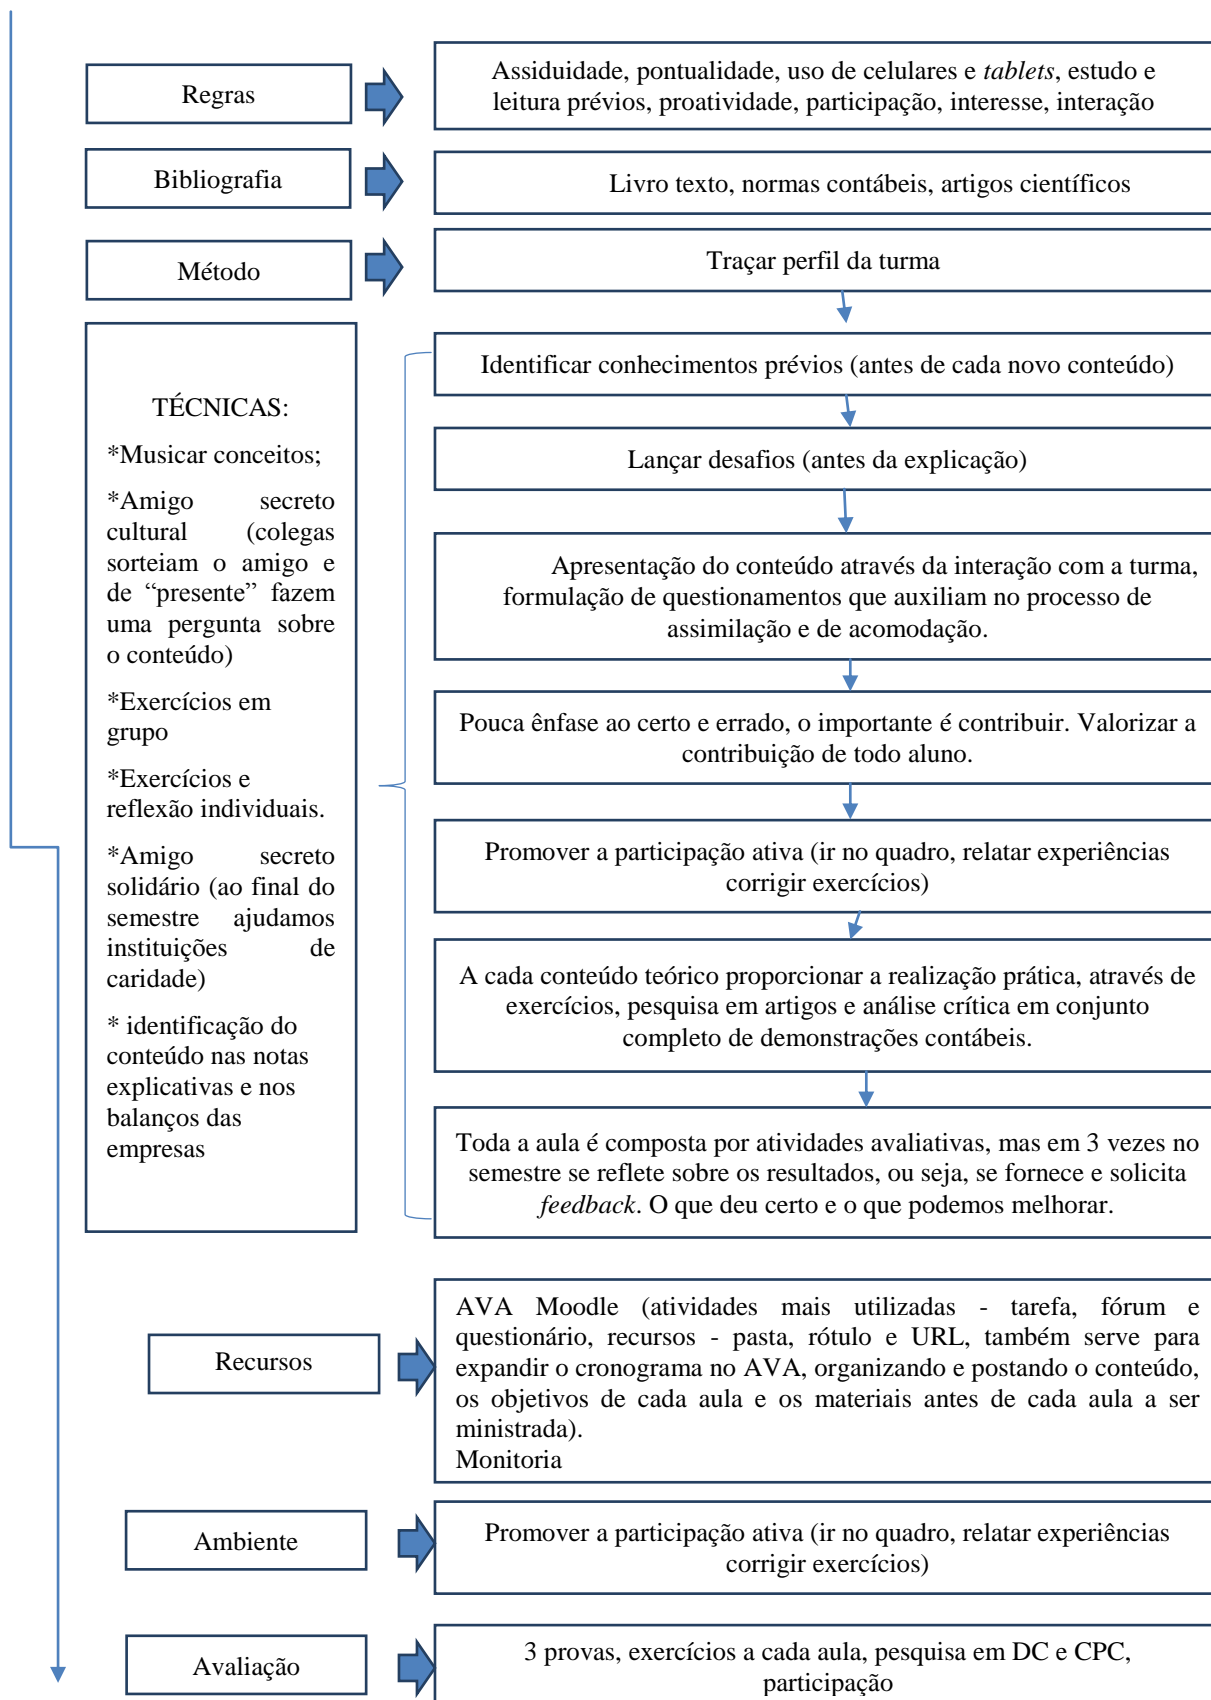 Regras
Assiduidade, pontualidade, uso de celulares e tablets, estudo e
leitura prévios, proatividade, participação, interesse, interação
Bibliografia
Livro texto, normas contábeis, artigos científicos
Método
Traçar perfil da turma
TÉCNICAS:
*Musicar conceitos;
*Amigo secreto
cultural (colegas
sorteiam o amigo e
de “presente” fazem
uma pergunta sobre
o conteúdo)
*Exercícios em
grupo
*Exercícios e
reflexão individuais.
*Amigo secreto
solidário (ao final do
semestre ajudamos
instituições de
caridade)
* identificação do
conteúdo nas notas
explicativas e nos
balanços das
empresas
Identificar conhecimentos prévios (antes de cada novo conteúdo)
Lançar desafios (antes da explicação)
Apresentação do conteúdo através da interação com a turma,
formulação de questionamentos que auxiliam no processo de
assimilação e de acomodação.
Pouca ênfase ao certo e errado, o importante é contribuir. Valorizar a
contribuição de todo aluno.
Promover a participação ativa (ir no quadro, relatar experiências
corrigir exercícios)
A cada conteúdo teórico proporcionar a realização prática, através de
exercícios, pesquisa em artigos e análise crítica em conjunto
completo de demonstrações contábeis.
Toda a aula é composta por atividades avaliativas, mas em 3 vezes no
semestre se reflete sobre os resultados, ou seja, se fornece e solicita
feedback. O que deu certo e o que podemos melhorar.
Recursos
AVA Moodle (atividades mais utilizadas - tarefa, fórum e
questionário, recursos - pasta, rótulo e URL, também serve para
expandir o cronograma no AVA, organizando e postando o conteúdo,
os objetivos de cada aula e os materiais antes de cada aula a ser
ministrada).
Monitoria
Ambiente
Promover a participação ativa (ir no quadro, relatar experiências
corrigir exercícios)
Avaliação
3 provas, exercícios a cada aula, pesquisa em DC e CPC,
participação